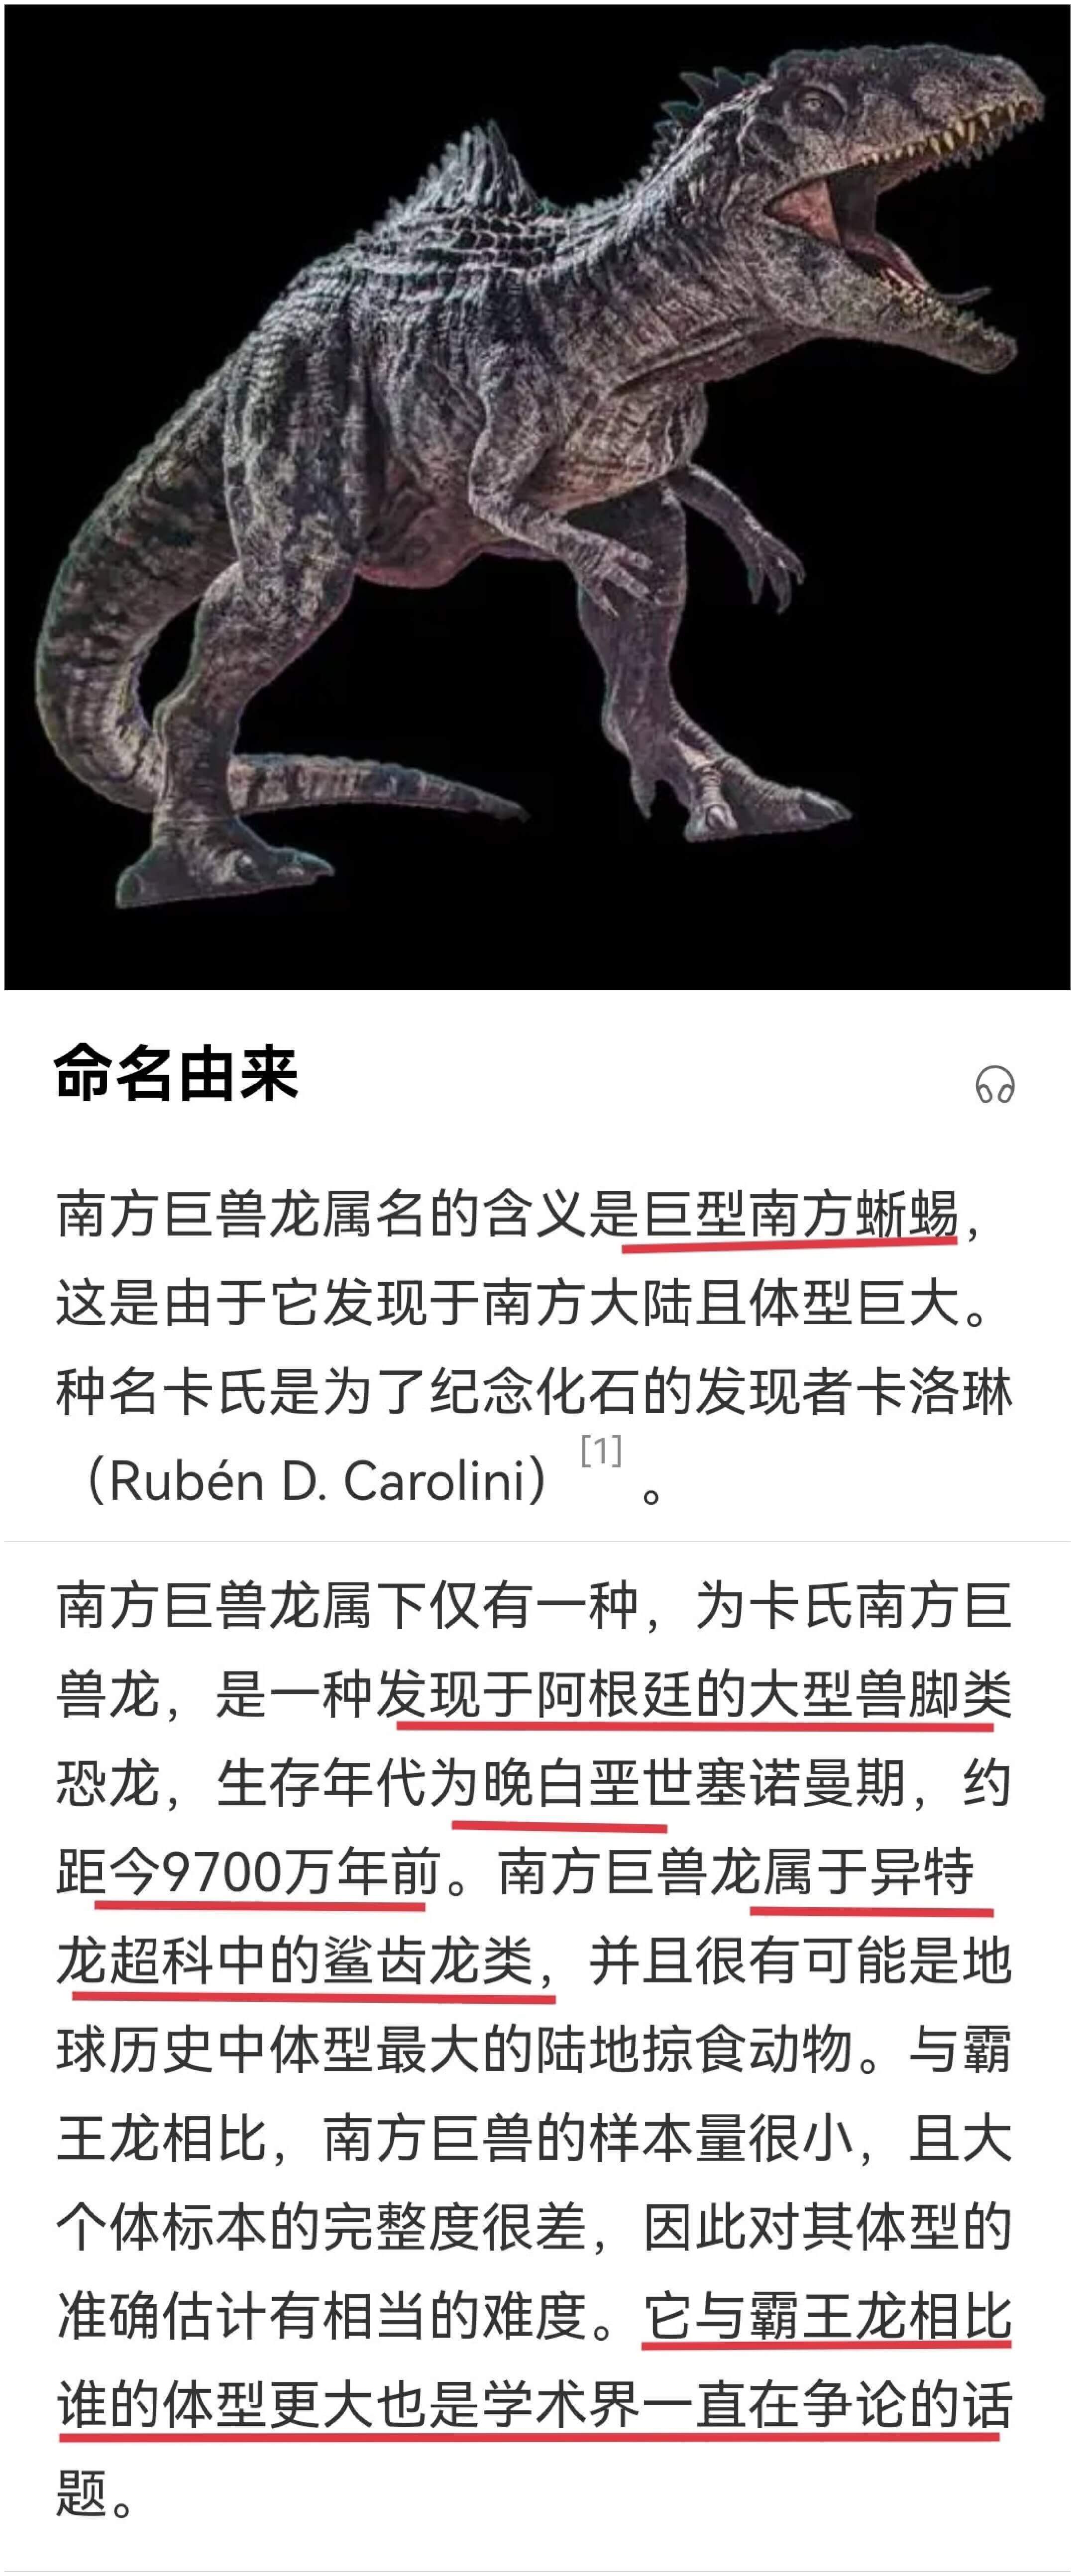 命名由来
南方巨兽龙属名的含义是巨型南方蜥蜴，
这是由于它发现于南方大陆且体型巨大。
种名卡氏是为了纪念化石的发现者卡洛琳
（Rubén D. Carolini）[1]。
南方巨兽龙属下仅有一种，为卡氏南方巨
兽龙，是一种发现于阿根廷的大型兽脚类
恐龙，生存年代为晚白垩世塞诺曼期，约
距今9700万年前。南方巨兽龙属于异特
龙超科中的鲨齿龙类，并且很有可能是地
球历史中体型最大的陆地掠食动物。与霸
王龙相比，南方巨兽的样本量很小，且大
个体标本的完整度很差，因此对其体型的
准确估计有相当的难度。它与霸王龙相比
谁的体型更大也是学术界一直在争论的话
题。